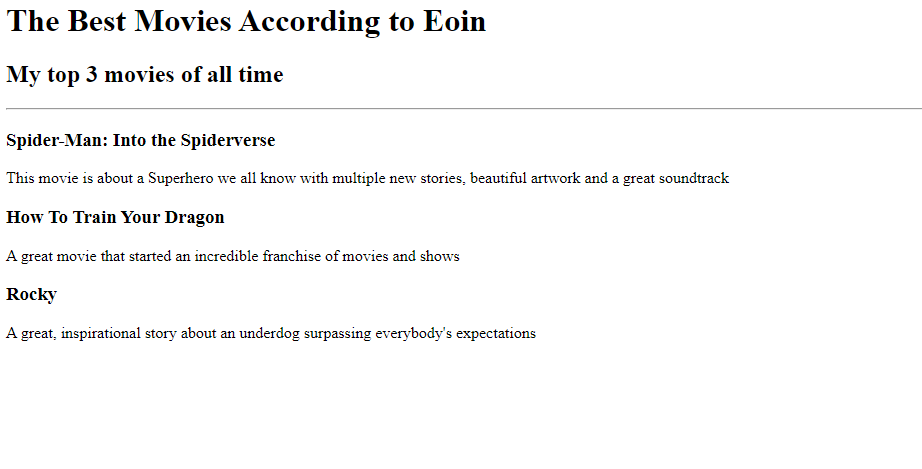 The Best Movies According to Eoin
My top 3 movies of all time
Spider-Man: Into the Spiderverse
This movie is about a Superhero we all know with multiple new stories, beautiful artwork and a great soundtrack
How To Train Your Dragon
A great movie that started an incredible franchise of movies and shows
Rocky
A great, inspirational story about an underdog surpassing everybody's expectations